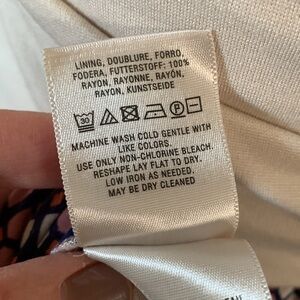 LINING, DOUBLURE, FORRO,
FODERA, FUTTERSTOFF: 100%
RAYON, RAYONNE, RAYÓN,
RAYON, KUNSTSEIDE
30 P
MACHINE WASH COLD GENTLE WITH
LIKE COLORS.
USE ONLY NON-CHLORINE BLEACH.
RESHAPE LAY FLAT TO DRY.
LOW IRON AS NEEDED.
MAY BE DRY CLEANED